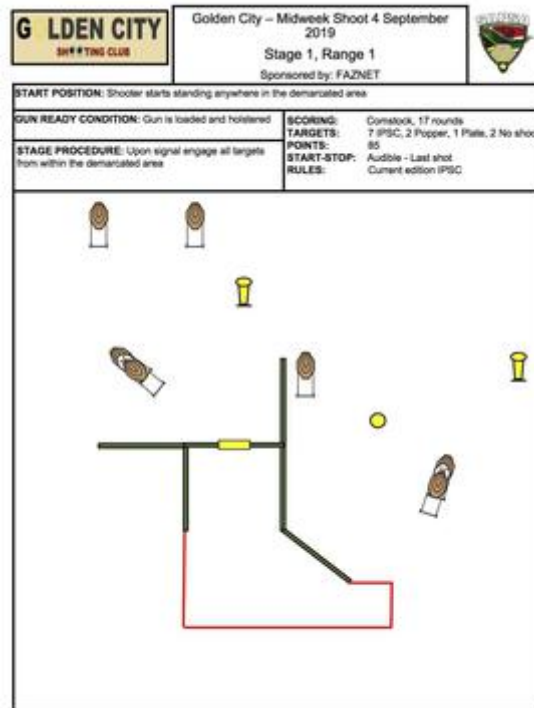 G LDEN CITY
SH TING CLUB
Golden City – Midweek Shoot 4 September
2019
Stage 1, Range 1
Sponsored by: FAZNET
SAPSA
START POSITION: Shooter starts standing anywhere in the demarcated area
GUN READY CONDITION: Gun is loaded and holstered
STAGE PROCEDURE: Upon signal engage all targets
from within the demarcated area
SCORING: Comstock, 17 rounds
TARGETS: 7 IPSC, 2 Popper, 1 Plate, 2 No shoo
POINTS: 85
START-STOP: Audible - Last shot
RULES: Current edition IPSC